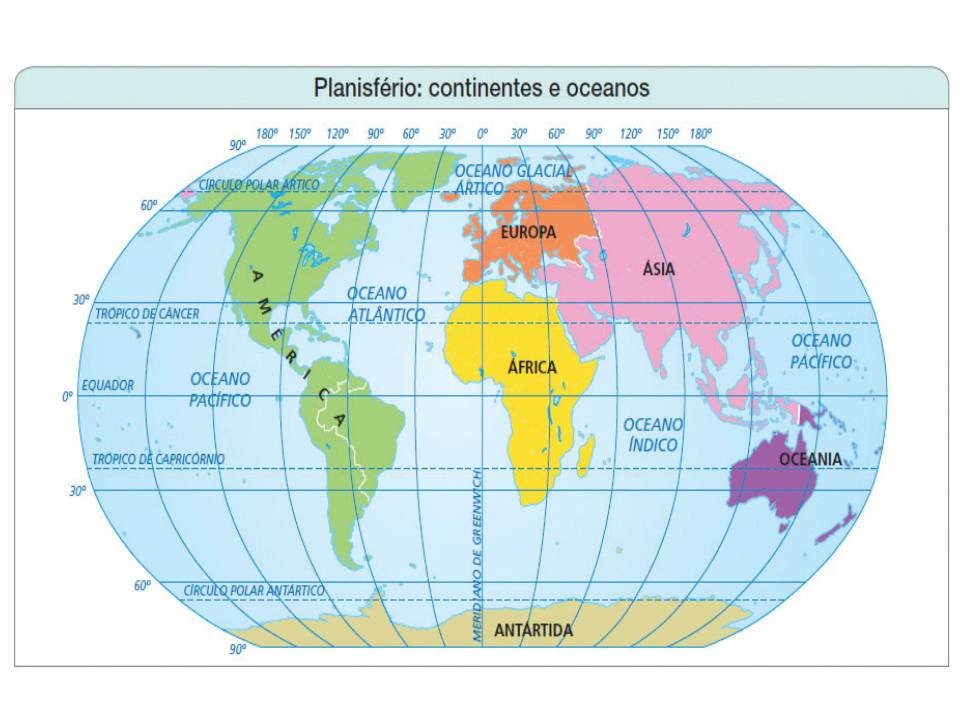 Planisfério: continentes e oceanos
180º 150º 120º 90º 60º 30º 0º 30º 60º 90º 120º 150º 180º
90º
OCEANO GLACIAL
ÁRTICO
CÍRCULO POLAR ÁRTICO
60º
EUROPA
ÁSIA
AMÉRICA
OCEANO
ATLÂNTICO
30º
TRÓPICO DE CÂNCER
OCEANO
PACÍFICO
ÁFRICA
EQUADOR
OCEANO
PACÍFICO
0º
OCEANO
ÍNDICO
TRÓPICO DE CAPRICÓRNIO
OCEANIA
30º
MERIDIANO DE GREENWICH
60º
CÍRCULO POLAR ANTÁRTICO
ANTÁRTIDA
90º